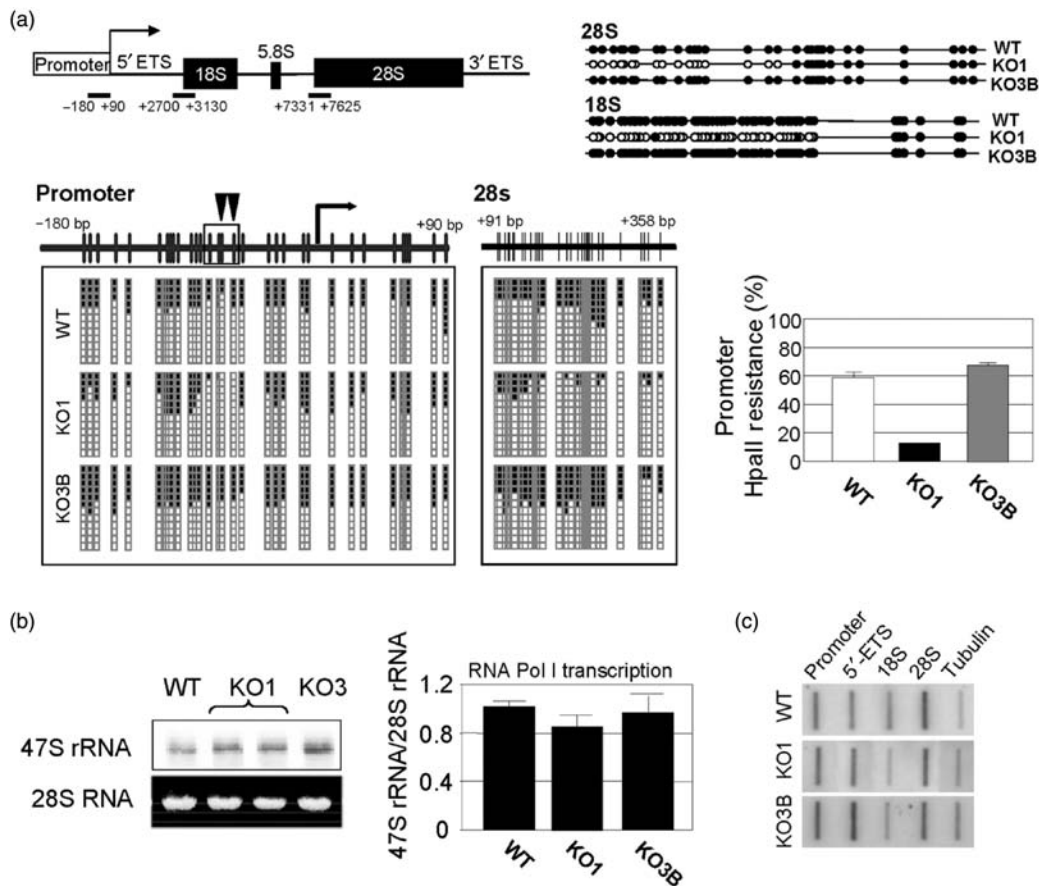 (a)
Promoter
5′ ETS
18S
5.8S
28S
3′ ETS
−180 +90
+2700 +3130
+7331 +7625
28S
WT
KO1
KO3B
18S
WT
KO1
KO3B
Promoter
−180 bp
+90 bp
WT
KO1
KO3B
28s
+91 bp
+358 bp
Promoter
HpaII resistance (%)
100
80
60
40
20
0
WT
KO1
KO3B
(b)
WT KO1 KO3
47S rRNA
28S RNA
RNA Pol I transcription
47S rRNA/28S rRNA
1.2
0.8
0.4
0
WT
KO1
KO3B
(c)
Promoter
5′-ETS
18S
28S
Tubulin
WT
KO1
KO3B